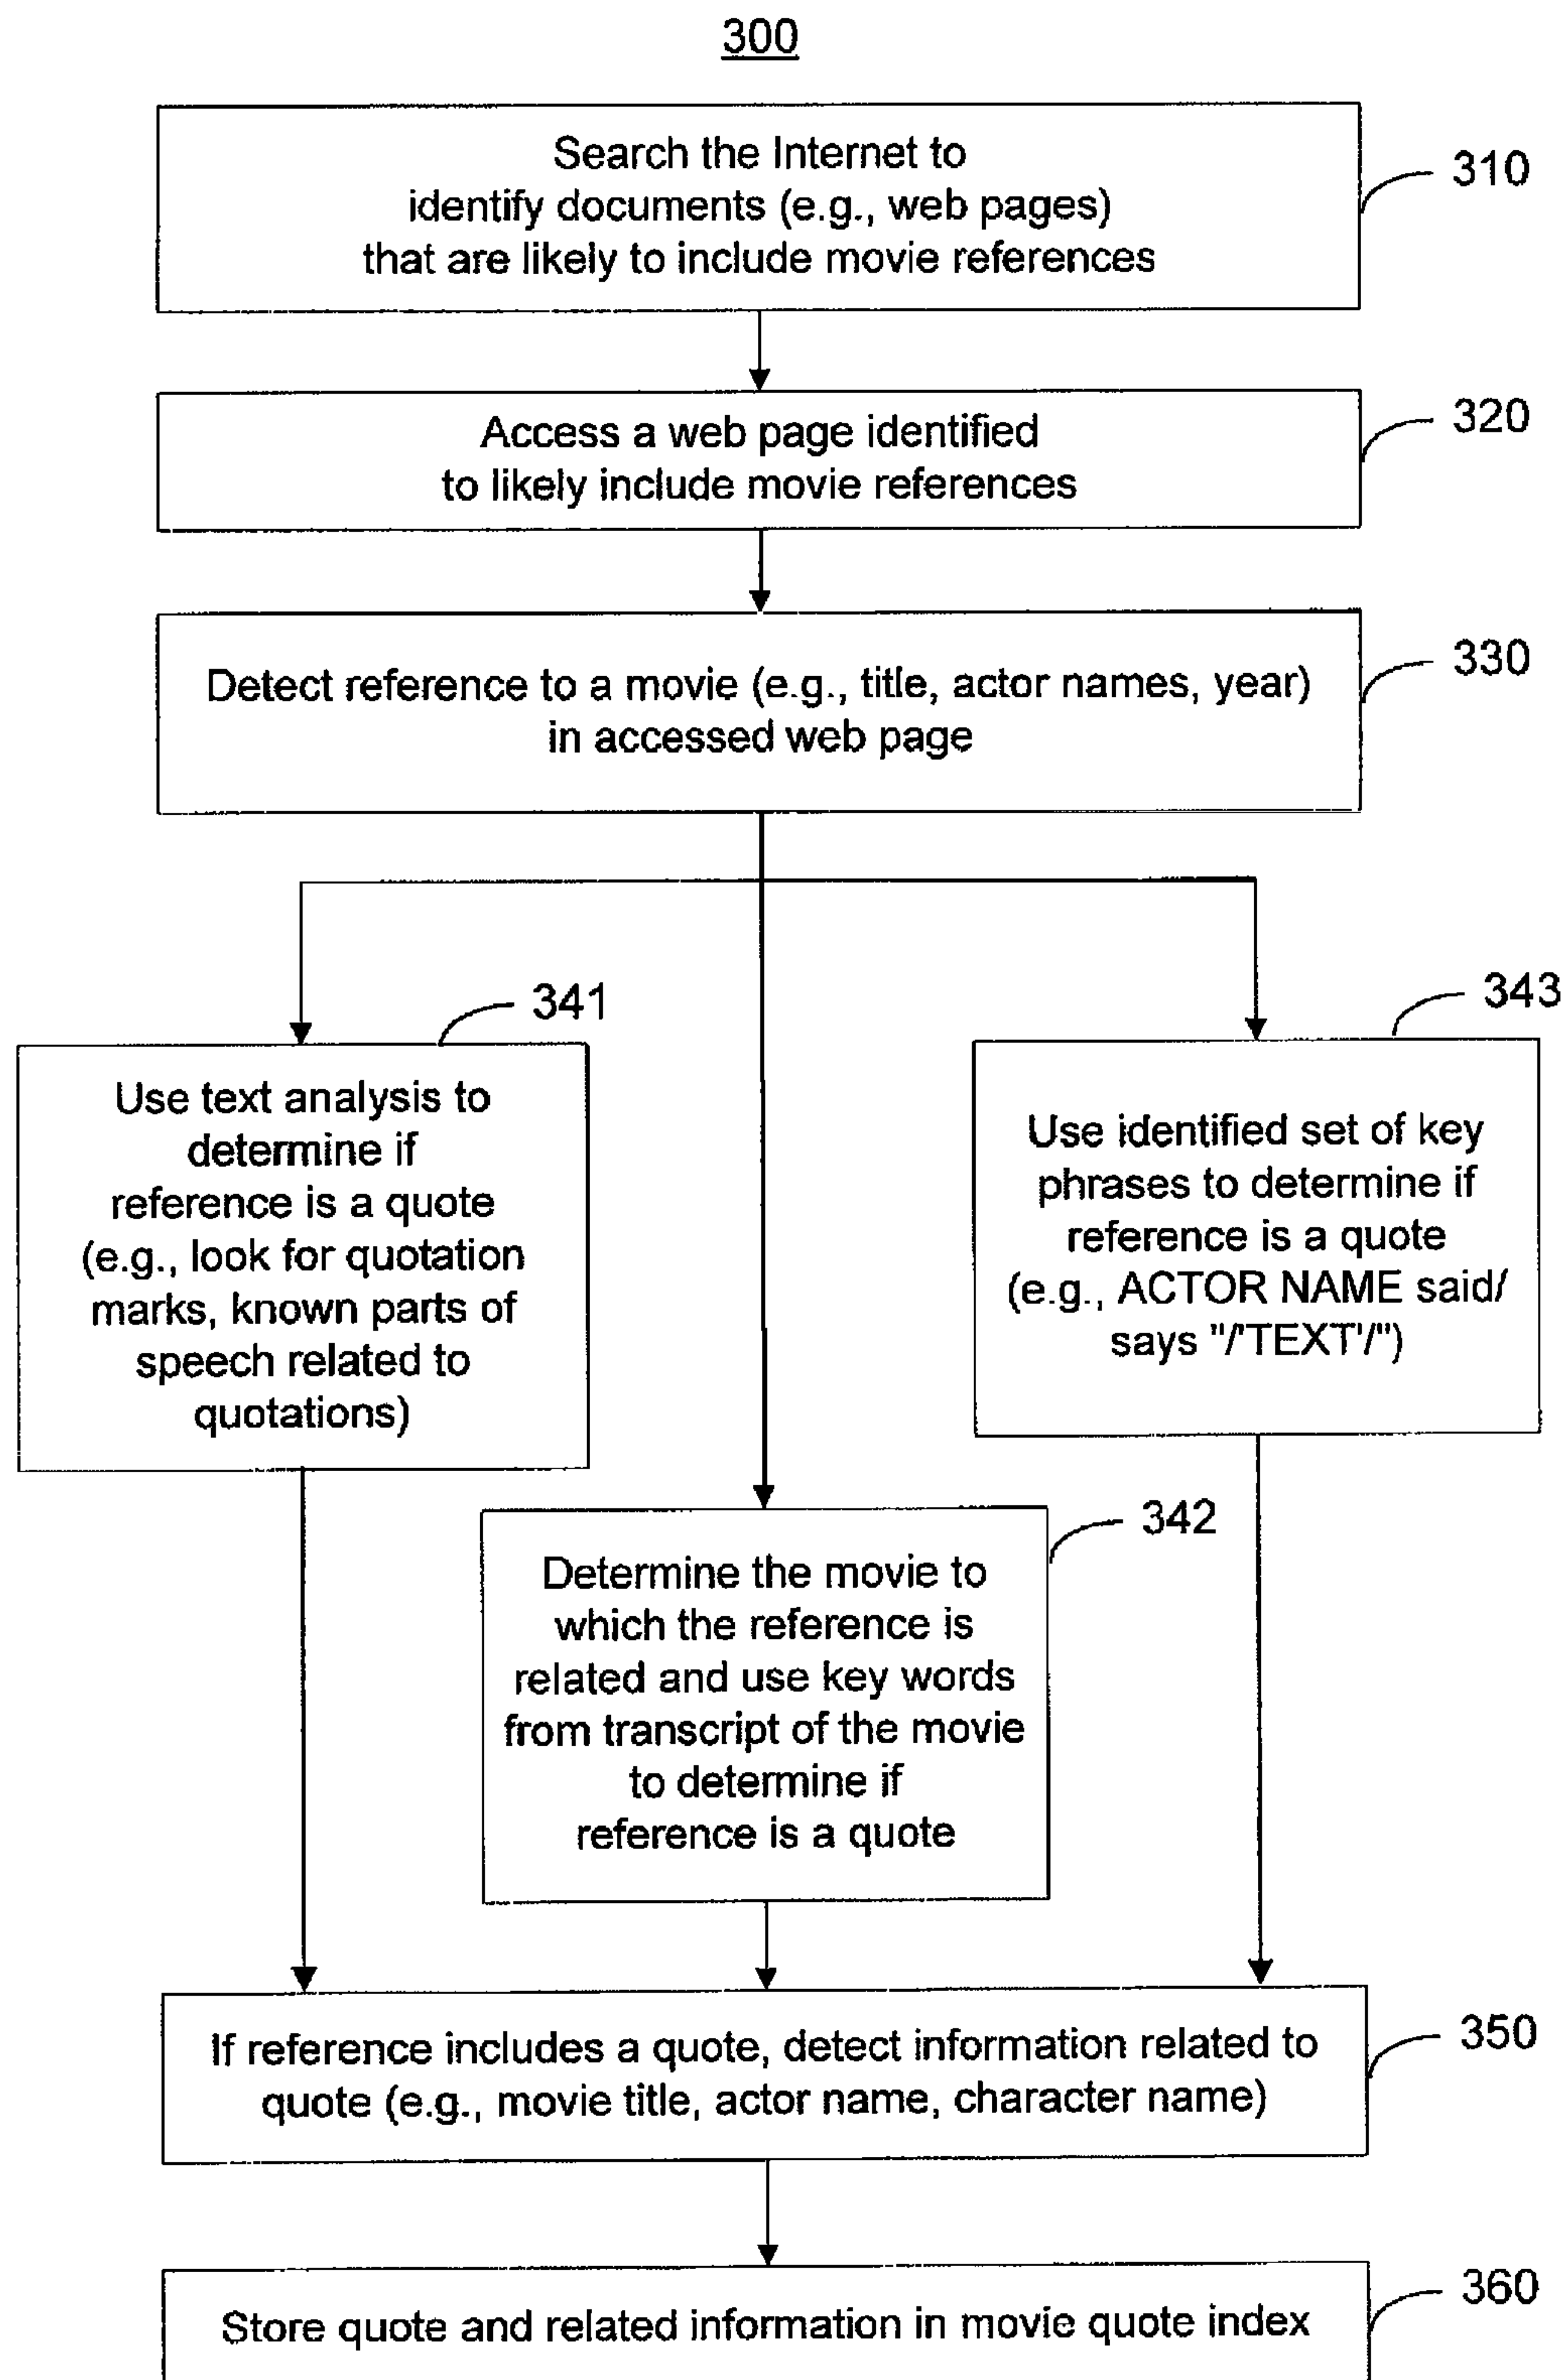 300
Search the Internet to
identify documents (e.g., web pages)
that are likely to include movie references
310
Access a web page identified
to likely include movie references
320
Detect reference to a movie (e.g., title, actor names, year)
in accessed web page
330
341
Use text analysis to
determine if
reference is a quote
(e.g., look for quotation
marks, known parts of
speech related to
quotations)
343
Use identified set of key
phrases to determine if
reference is a quote
(e.g., ACTOR NAME said/
says "/'TEXT'/")
342
Determine the movie to
which the reference is
related and use key words
from transcript of the movie
to determine if
reference is a quote
If reference includes a quote, detect information related to
quote (e.g., movie title, actor name, character name)
350
Store quote and related information in movie quote index
360